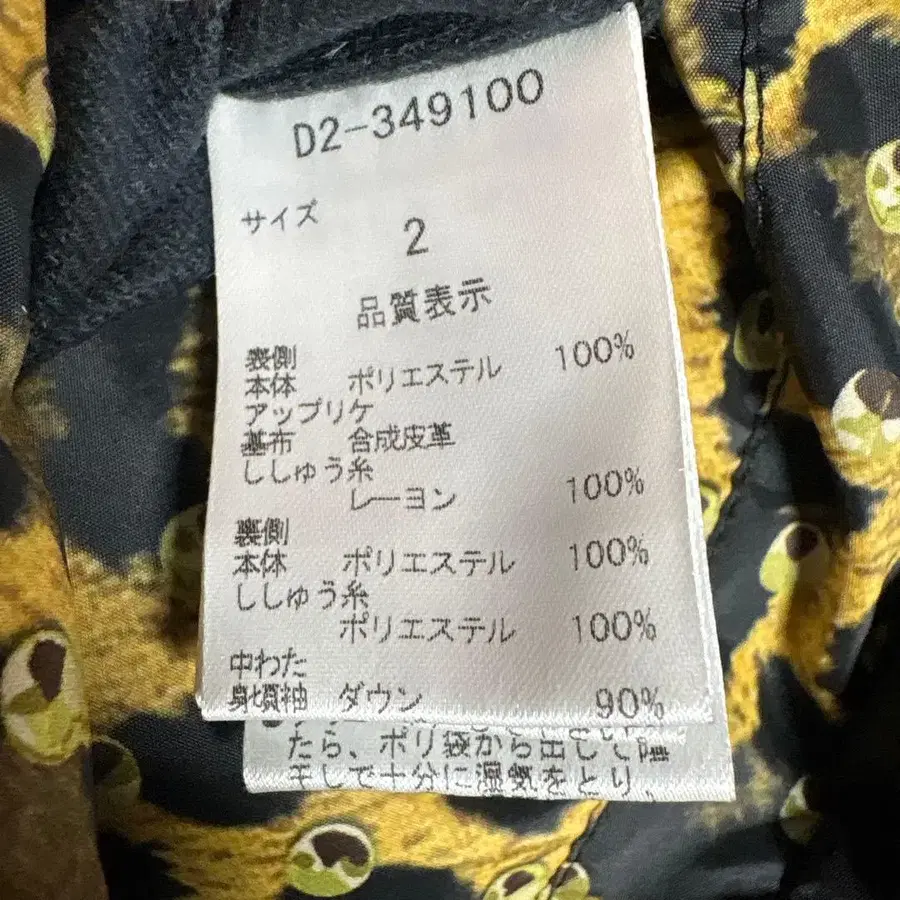 D2-349100
サイズ
2
品質表示
表側
本体 ポリエステル 100%
アップリケ
基布 合成皮革
ししゅう糸
レーヨン 100%
裏側
本体 ポリエステル 100%
ししゅう糸
ポリエステル 100%
中わた
身頃袖 ダウン 90%
たら、ポリ袋から出して陰
干しで十分に湿気をとり、